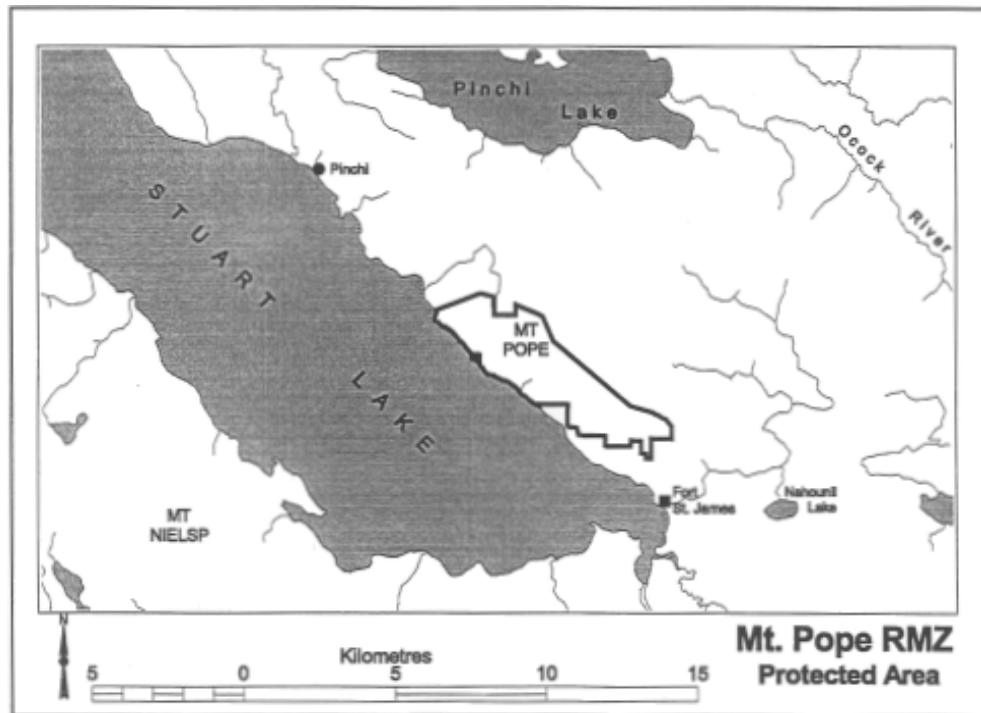 Pinchi
Lake
Ocock
River
Pinchi
STUART
LAKE
MT
POPE
Fort
St. James
Nahounli
Lake
MT
NIELSP
N
Kilometres
5 0 5 10 15
Mt. Pope RMZ
Protected Area